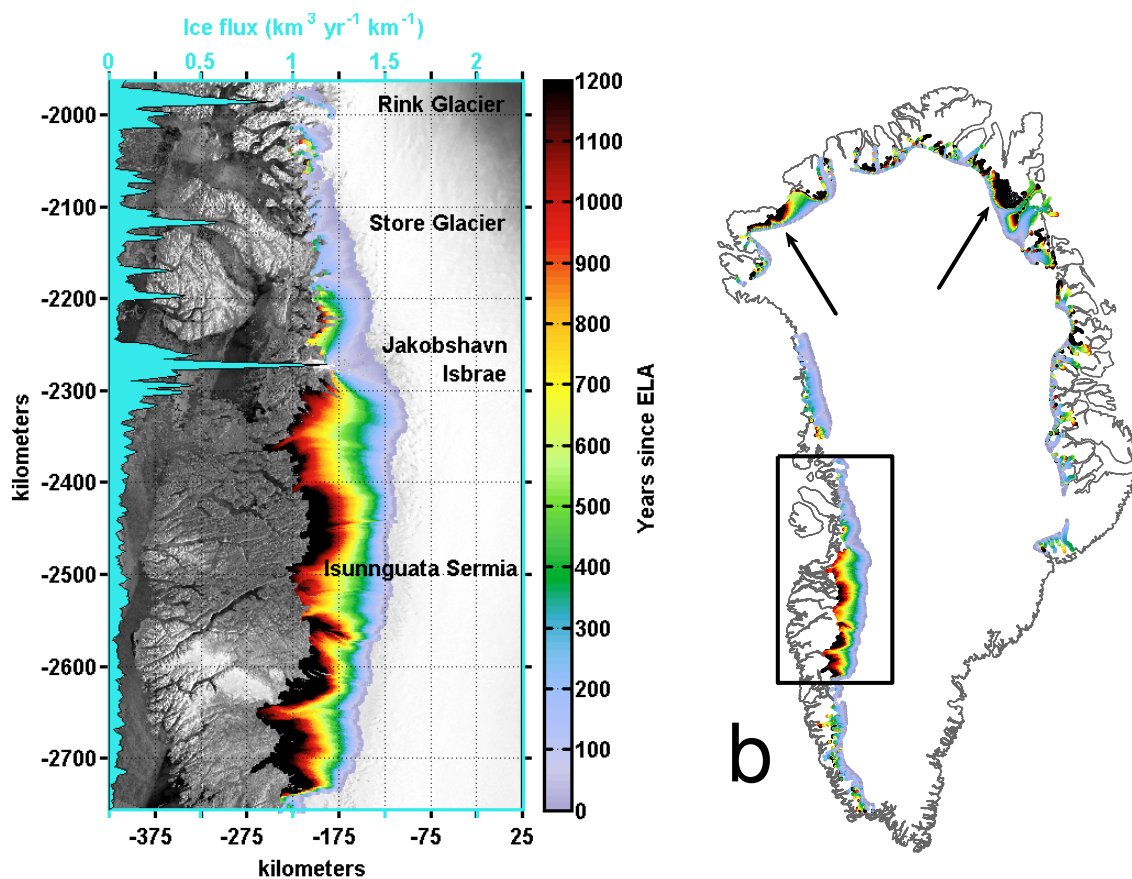 Ice flux (km³ yr⁻¹ km⁻¹)
0 0.5 1 1.5 2 2.5
Rink Glacier
Store Glacier
Jakobshavn
Isbrae
Isunnguata Sermia
-2000
-2100
-2200
-2300
-2400
-2500
-2600
-2700
kilometers
-375 -275 -175 -75 25
kilometers
1200
1100
1000
900
800
700
600
500
400
300
200
100
0
Years since ELA
b